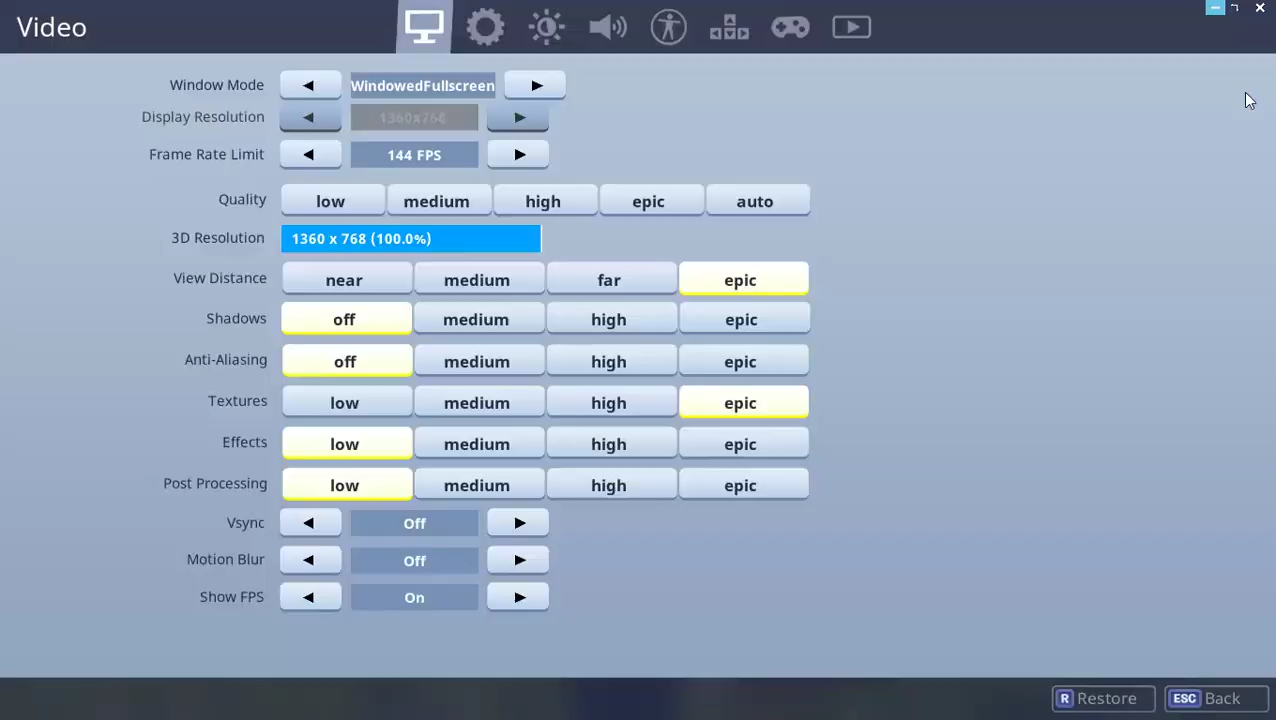 Video
Window Mode ◄ WindowedFullscreen ►
Display Resolution ◄ 1360x768 ►
Frame Rate Limit ◄ 144 FPS ►
Quality low medium high epic auto
3D Resolution 1360 x 768 (100.0%)
View Distance near medium far epic
Shadows off medium high epic
Anti-Aliasing off medium high epic
Textures low medium high epic
Effects low medium high epic
Post Processing low medium high epic
Vsync ◄ Off ►
Motion Blur ◄ Off ►
Show FPS ◄ On ►
R Restore ESC Back